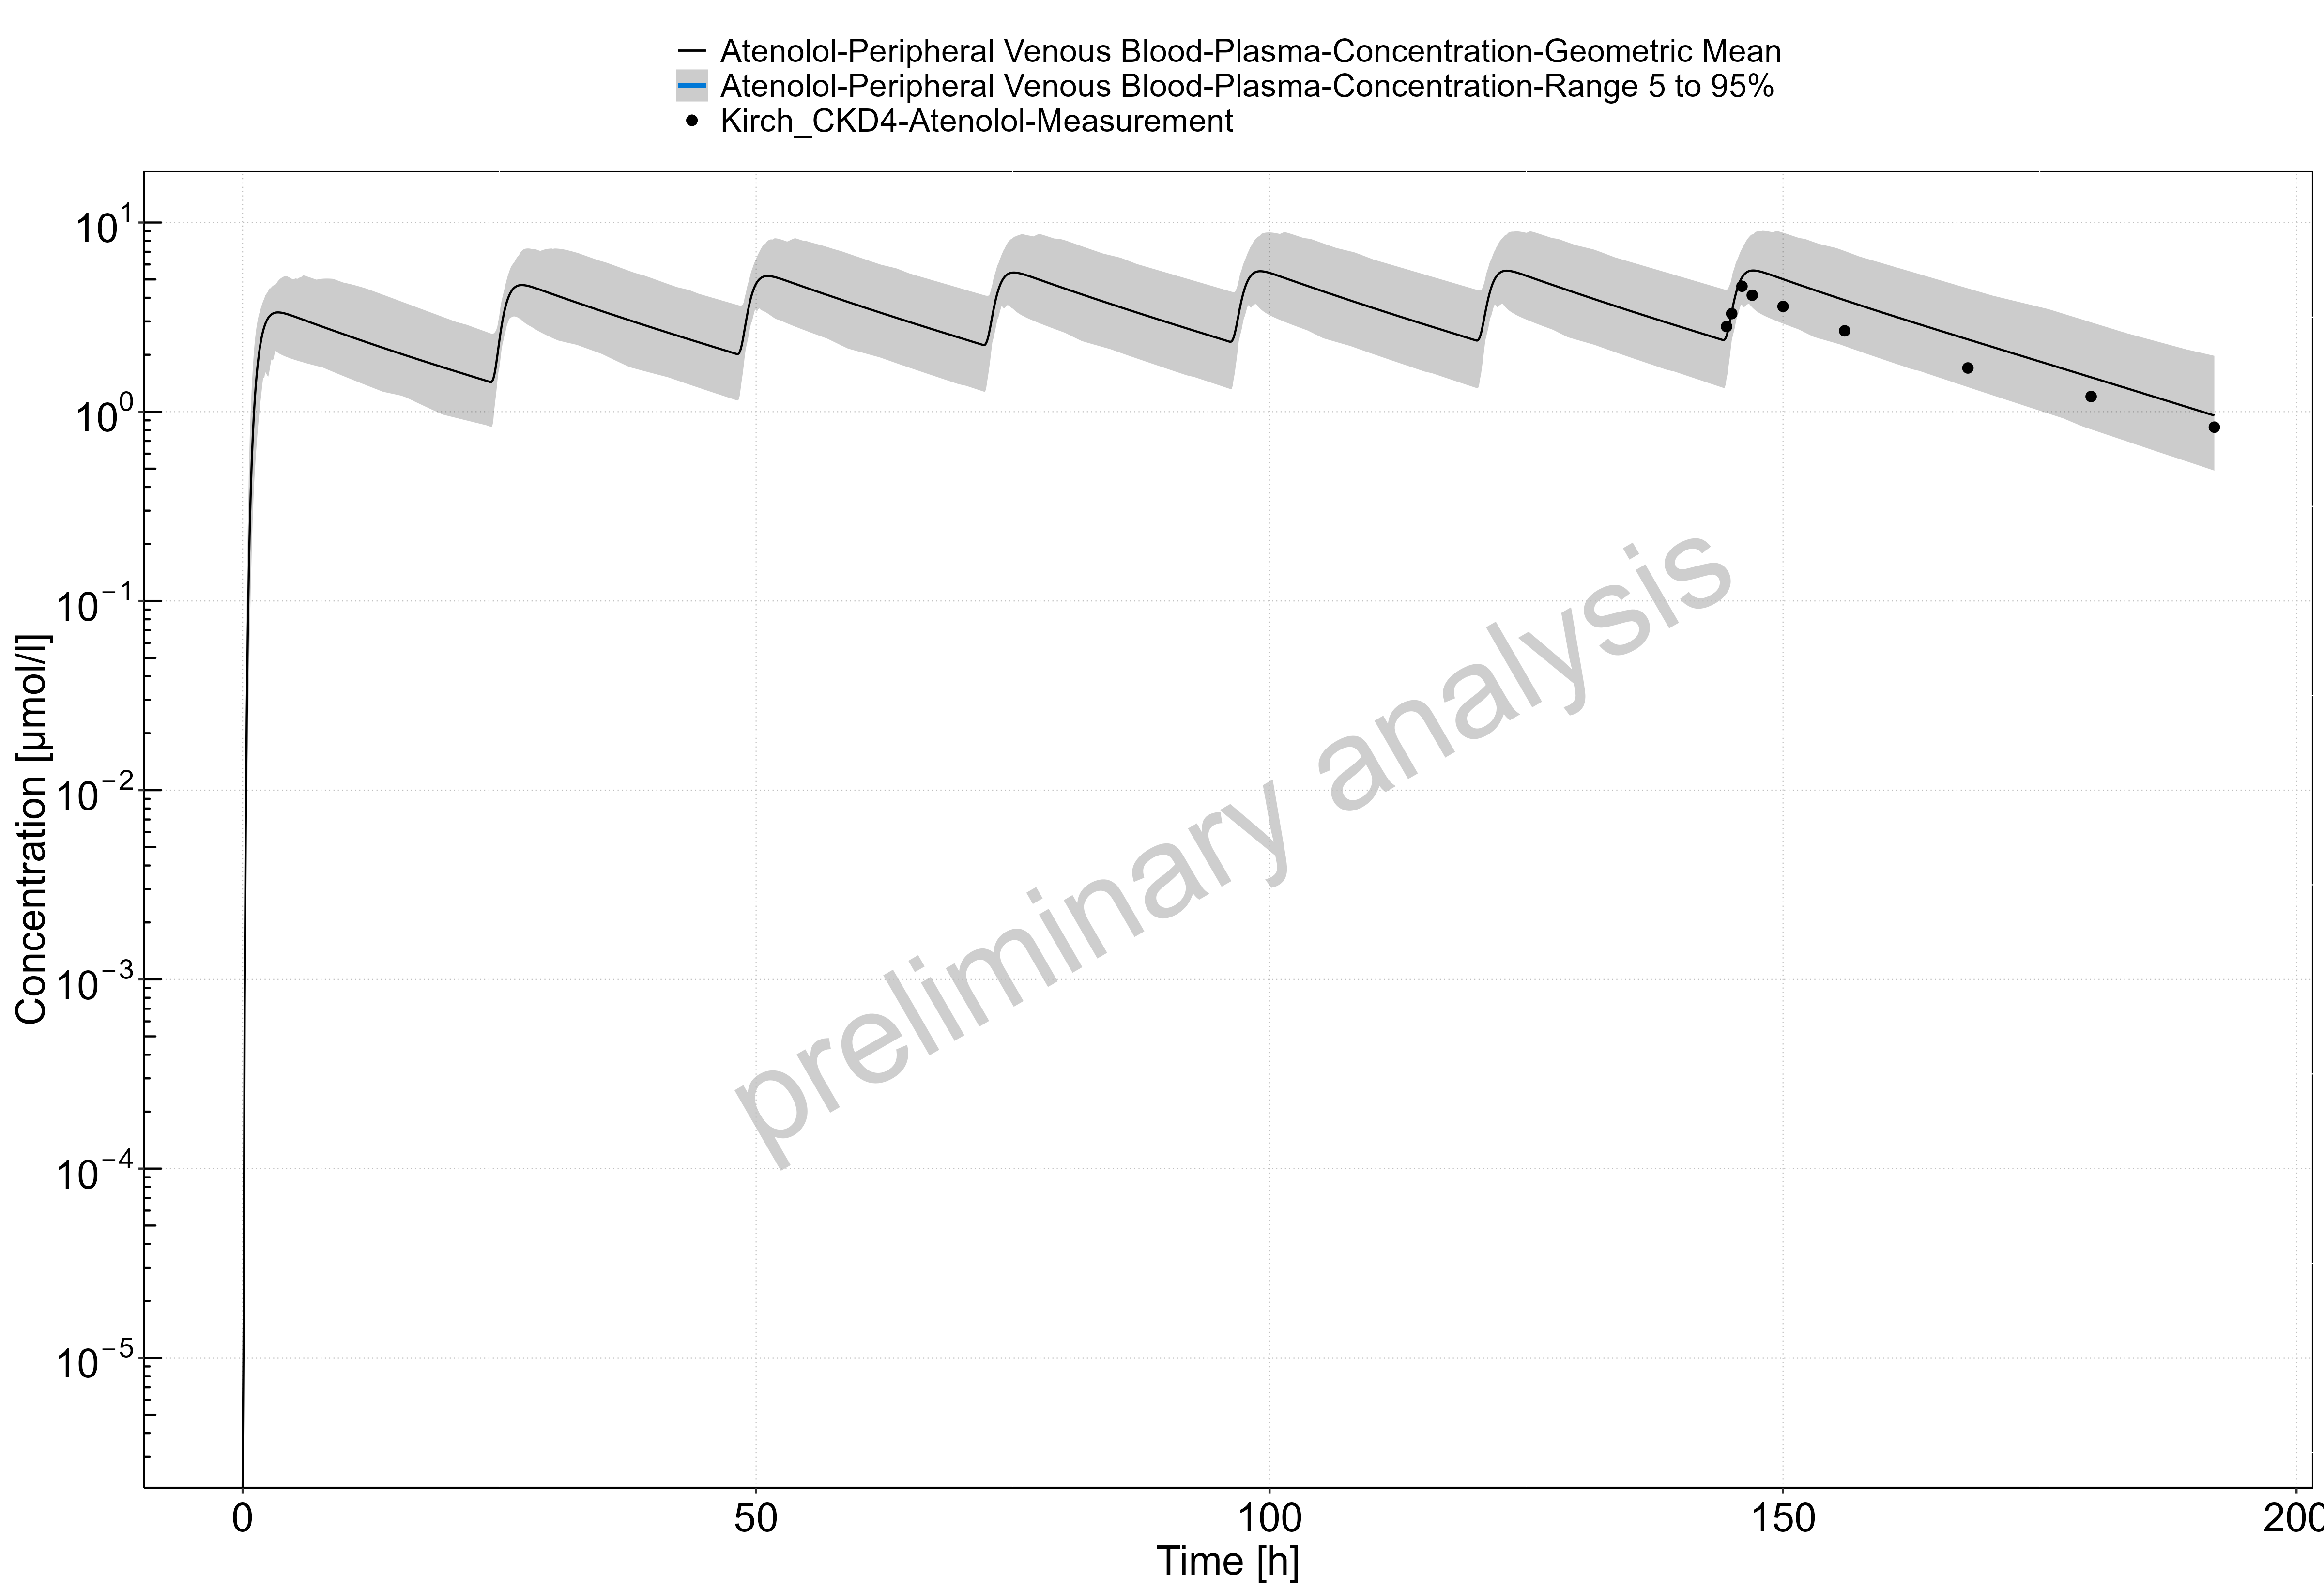 Atenolol-Peripheral Venous Blood-Plasma-Concentration-Geometric Mean
Atenolol-Peripheral Venous Blood-Plasma-Concentration-Range 5 to 95%
Kirch_CKD4-Atenolol-Measurement
10^1
10^0
10^−1
10^−2
10^−3
10^−4
10^−5
Concentration [µmol/l]
preliminary analysis
0 50 100 150 200
Time [h]